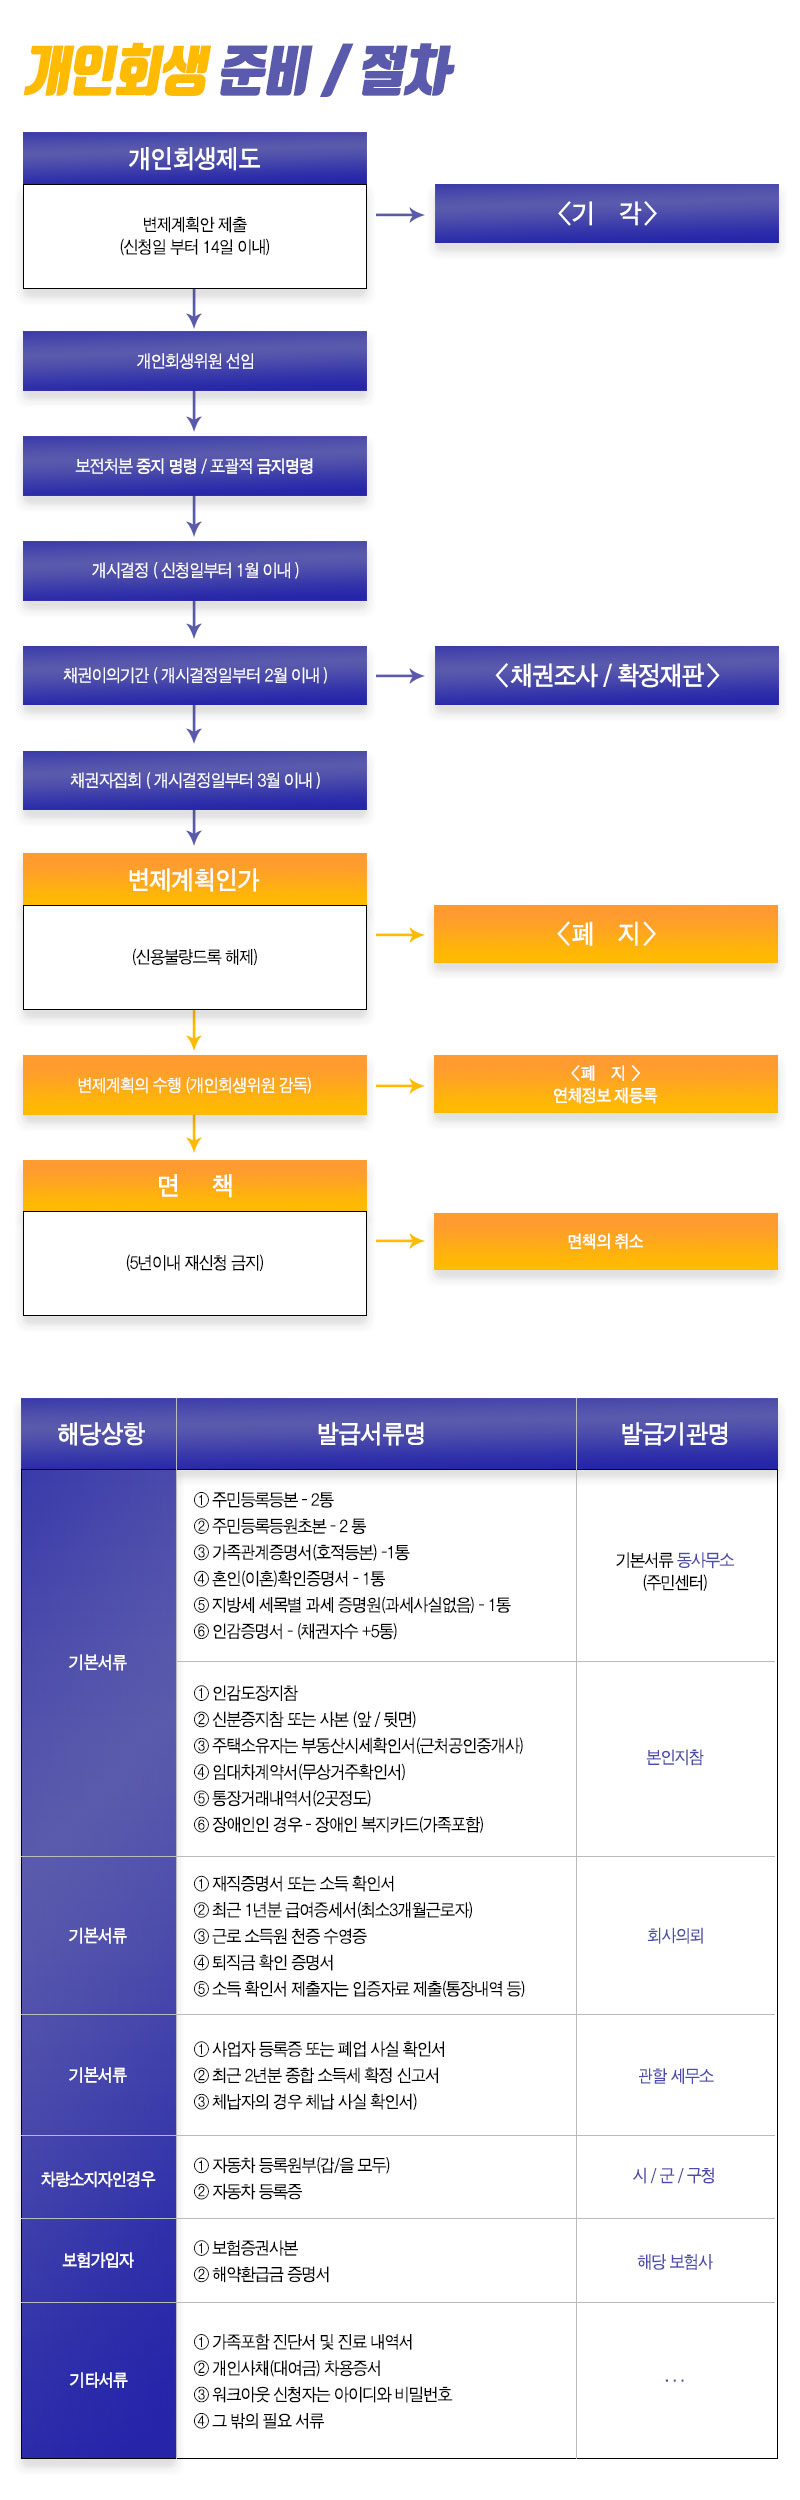 개인회생 준비 / 절차
개인회생제도
변제계획안 제출
(신청일 부터 14일 이내)
<기 각>
개인회생위원 선임
보전처분 중지 명령 / 포괄적 금지명령
개시결정 ( 신청일부터 1월 이내 )
채권이의기간 ( 개시결정일부터 2월 이내 )
<채권조사 / 확정재판>
채권자집회 ( 개시결정일부터 3월 이내 )
변제계획인가
(신용불량드록 해제)
<폐 지>
변제계획의 수행 (개인회생위원 감독)
<폐 지 >
연체정보 재등록
면 책
(5년이내 재신청 금지)
면책의 취소
해당상항 발급서류명 발급기관명
기본서류
① 주민등록등본 - 2통
② 주민등록등원초본 - 2 통
③ 가족관계증명서(호적등본) -1통
④ 혼인(이혼)확인증명서 - 1통
⑤ 지방세 세목별 과세 증명원(과세사실없음) - 1통
⑥ 인감증명서 - (채권자수 +5통)
기본서류 동사무소
(주민센터)
① 인감도장지참
② 신분증지참 또는 사본 (앞 / 뒷면)
③ 주택소유자는 부동산시세확인서(근처공인중개사)
④ 임대차계약서(무상거주확인서)
⑤ 통장거래내역서(2곳정도)
⑥ 장애인인 경우 - 장애인 복지카드(가족포함)
본인지참
기본서류
① 재직증명서 또는 소득 확인서
② 최근 1년분 급여증세서(최소3개월근로자)
③ 근로 소득원 천증 수영증
④ 퇴직금 확인 증명서
⑤ 소득 확인서 제출자는 입증자료 제출(통장내역 등)
회사의뢰
기본서류
① 사업자 등록증 또는 폐업 사실 확인서
② 최근 2년분 종합 소득세 확정 신고서
③ 체납자의 경우 체납 사실 확인서)
관할 세무소
차량소지자인경우
① 자동차 등록원부(갑/을 모두)
② 자동차 등록증
시 / 군 / 구청
보험가입자
① 보험증권사본
② 해약환급금 증명서
해당 보험사
기타서류
① 가족포함 진단서 및 진료 내역서
② 개인사채(대여금) 차용증서
③ 워크아웃 신청자는 아이디와 비밀번호
④ 그 밖의 필요 서류
...